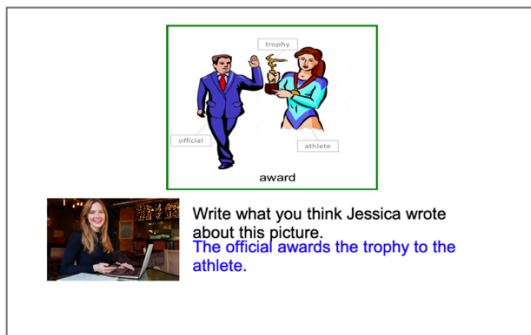 trophy
official
athlete
award
Write what you think Jessica wrote
about this picture.
The official awards the trophy to the
athlete.